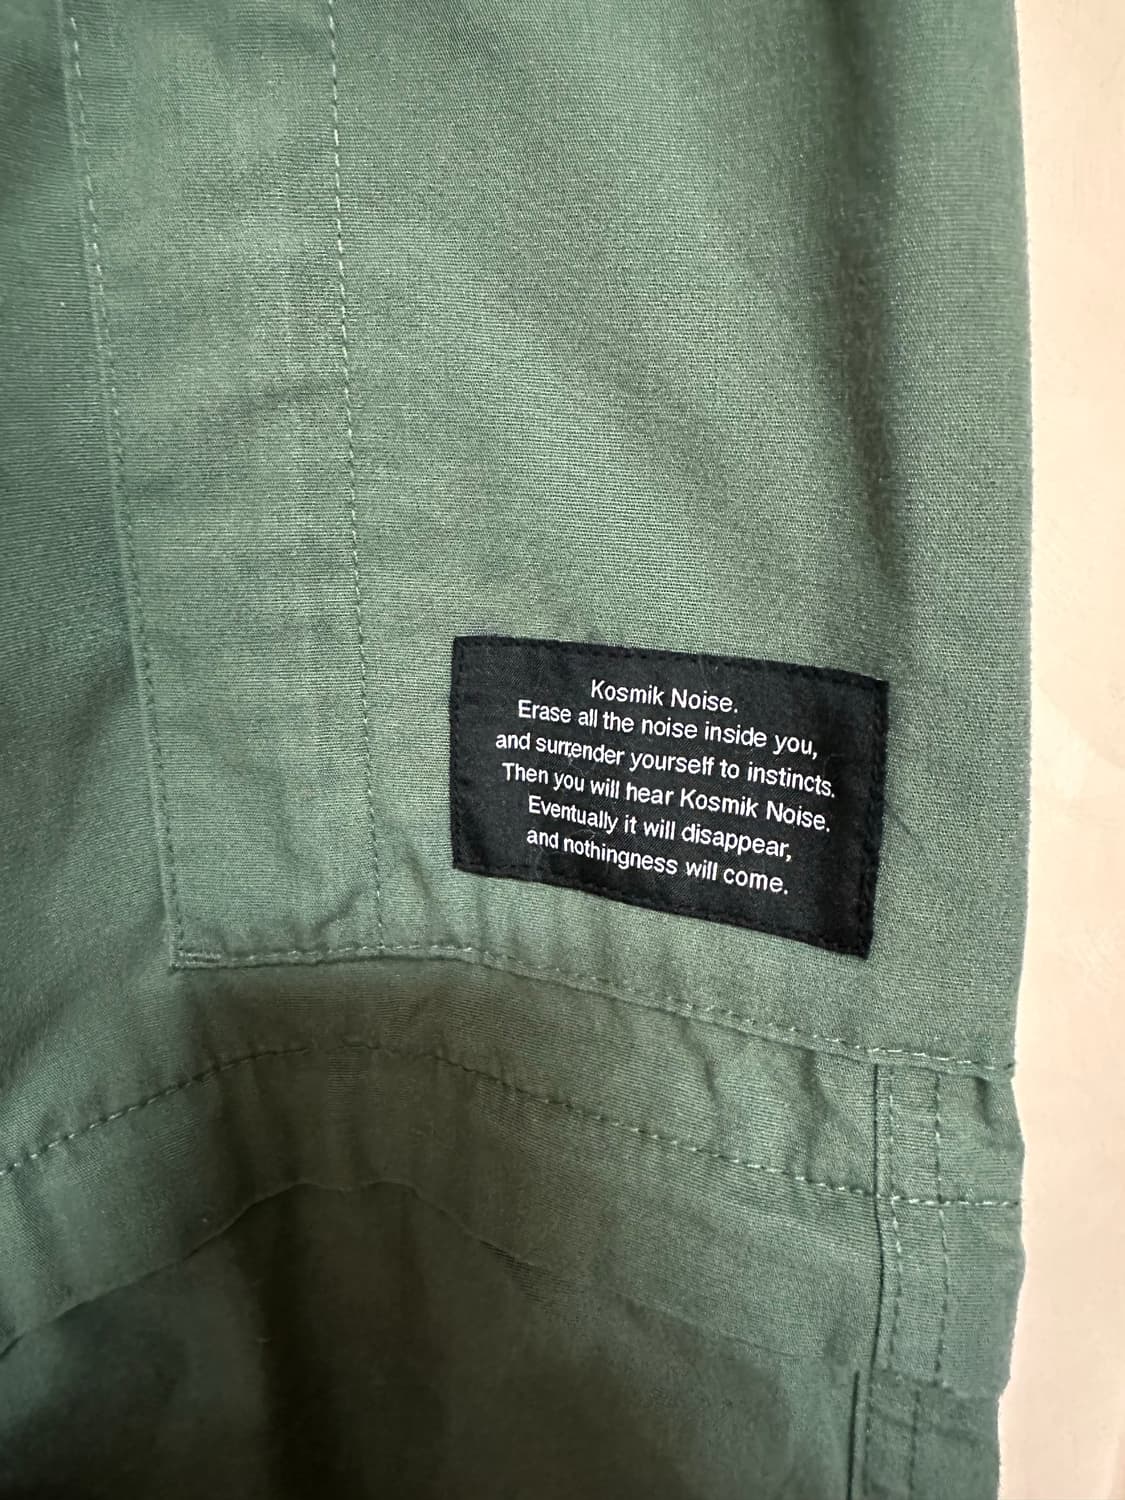 Kosmik Noise.
Erase all the noise inside you,
and surrender yourself to instincts.
Then you will hear Kosmik Noise.
Eventually it will disappear,
and nothingness will come.